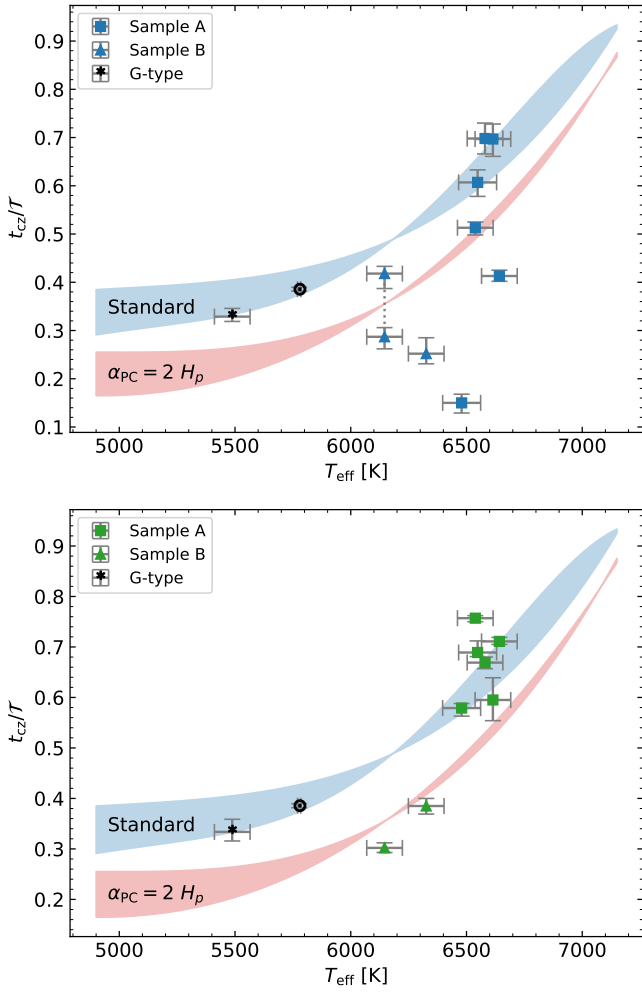 Sample A
Sample B
G-type
0.9
0.8
0.7
0.6
0.5
0.4
0.3
0.2
0.1
t_cz/𝒯
Standard
α_PC = 2 H_p
5000 5500 6000 6500 7000
T_eff [K]
Sample A
Sample B
G-type
0.9
0.8
0.7
0.6
0.5
0.4
0.3
0.2
t_cz/𝒯
Standard
α_PC = 2 H_p
5000 5500 6000 6500 7000
T_eff [K]